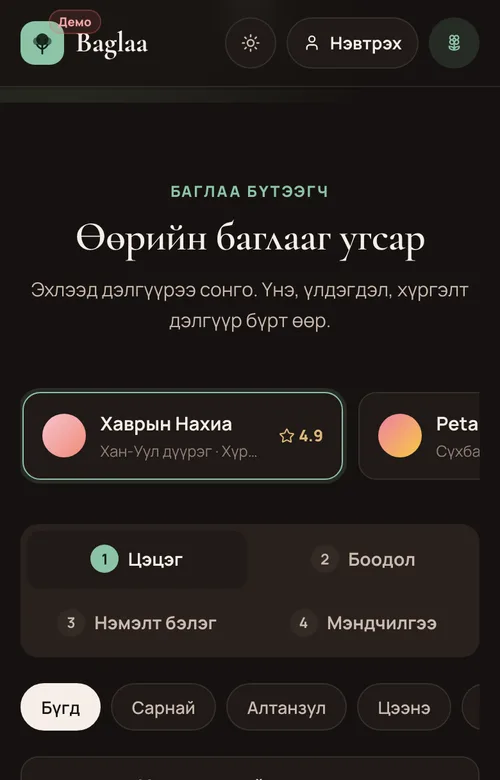 Демо
Baglaa
Нэвтрэх
БАГЛАА БҮТЭЭГЧ
Өөрийн баглааг угсар
Эхлээд дэлгүүрээ сонго. Үнэ, үлдэгдэл, хүргэлт
дэлгүүр бүрт өөр.
Хаврын Нахиа
4.9
Хан-Уул дүүрэг · Хүр...
Peta
Сүхба
1 Цэцэг
2 Боодол
3 Нэмэлт бэлэг
4 Мэндчилгээ
Бүгд
Сарнай
Алтанзул
Цээнэ